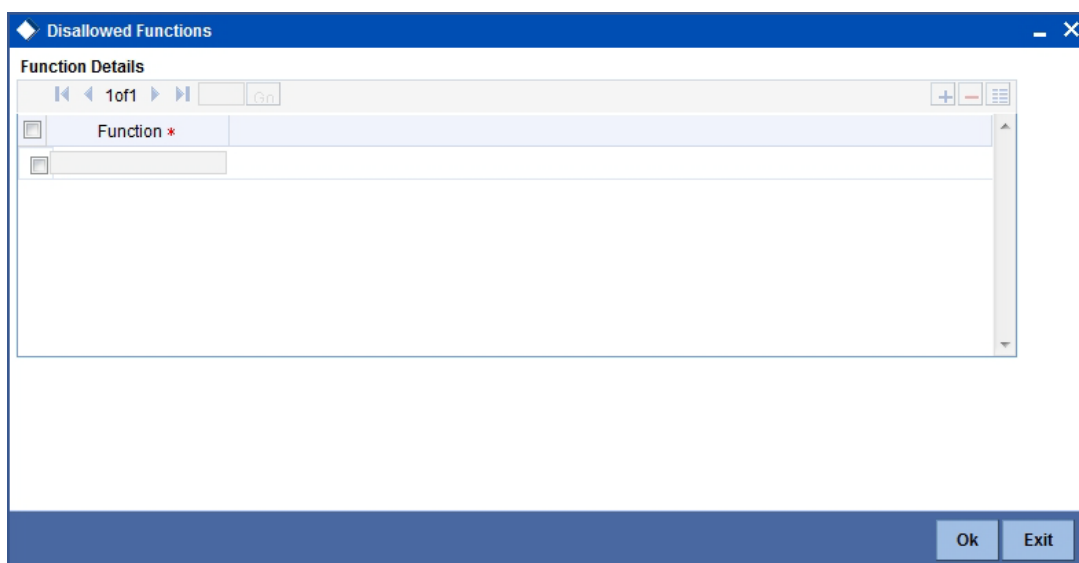 Disallowed Functions
Function Details
1of1 Go
Function *
Ok Exit